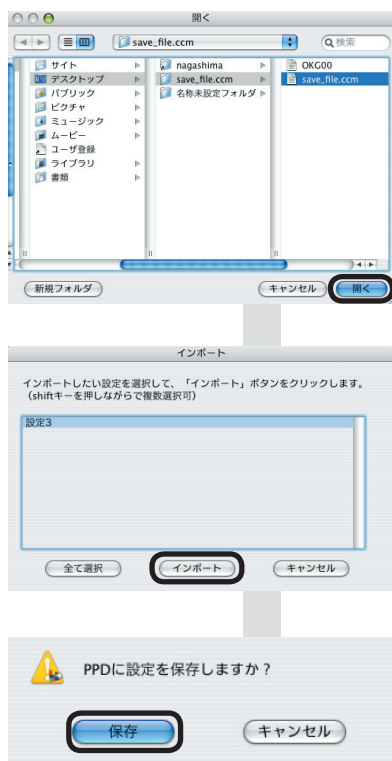 開く
save_file.ccm
検索
サイト
デスクトップ
パブリック
ピクチャ
ミュージック
ムービー
ユーザ登録
ライブラリ
書類
nagashima
save_file.ccm
名称未設定フォルダ
OKG00
save_file.ccm
新規フォルダ
キャンセル
開く
インポート
インポートしたい設定を選択して、「インポート」ボタンをクリックします。
(shiftキーを押しながらで複数選択可)
設定3
全て選択
インポート
キャンセル
PPDに設定を保存しますか?
保存
キャンセル